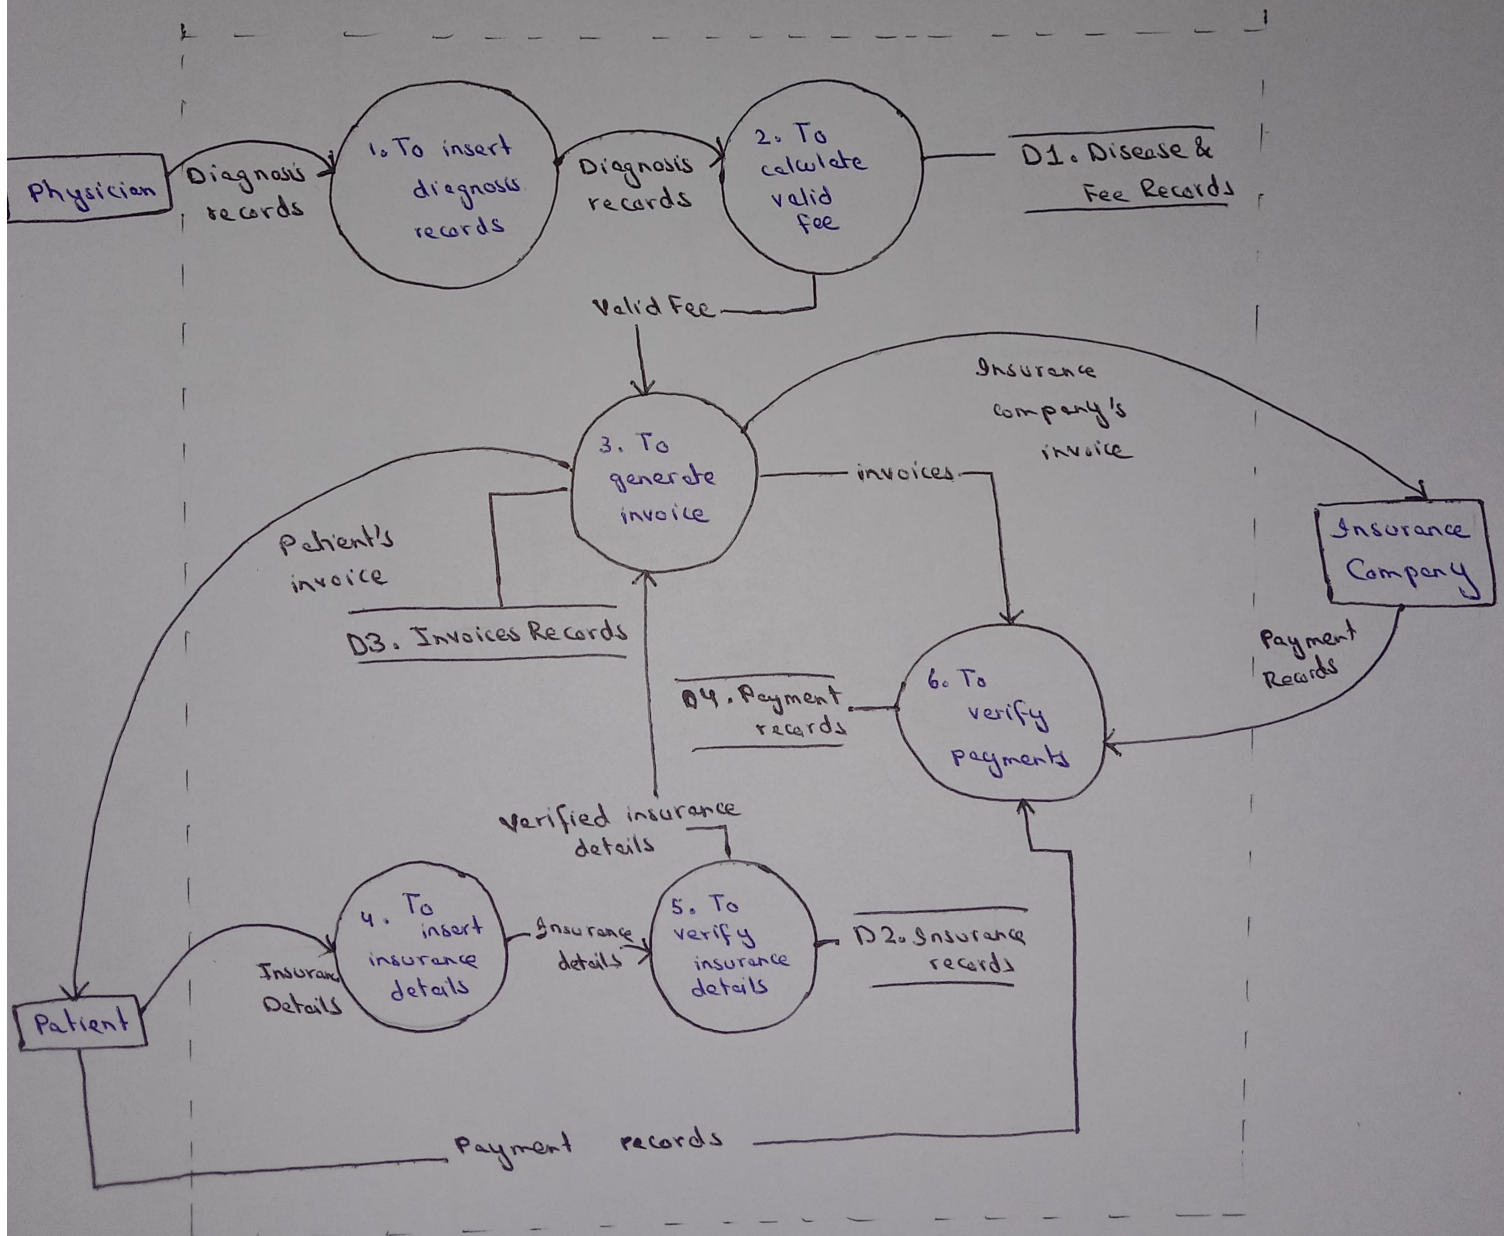 Physician
Diagnosis
records
1. To insert
diagnosis
records
Diagnosis
records
2. To
calculate
valid
Fee
D1. Disease &
Fee Records
Valid Fee
Insurance
company's
invoice
3. To
generate
invoice
invoices
Patient's
invoice
D3. Invoices Records
Insurance
Company
Payment
Records
D4. Payment
records
6. To
verify
payments
Verified insurance
details
4. To
insert
insurance
details
Insurance
details
5. To
verify
insurance
details
D2. Insurance
records
Insuranc
Details
Patient
Payment records